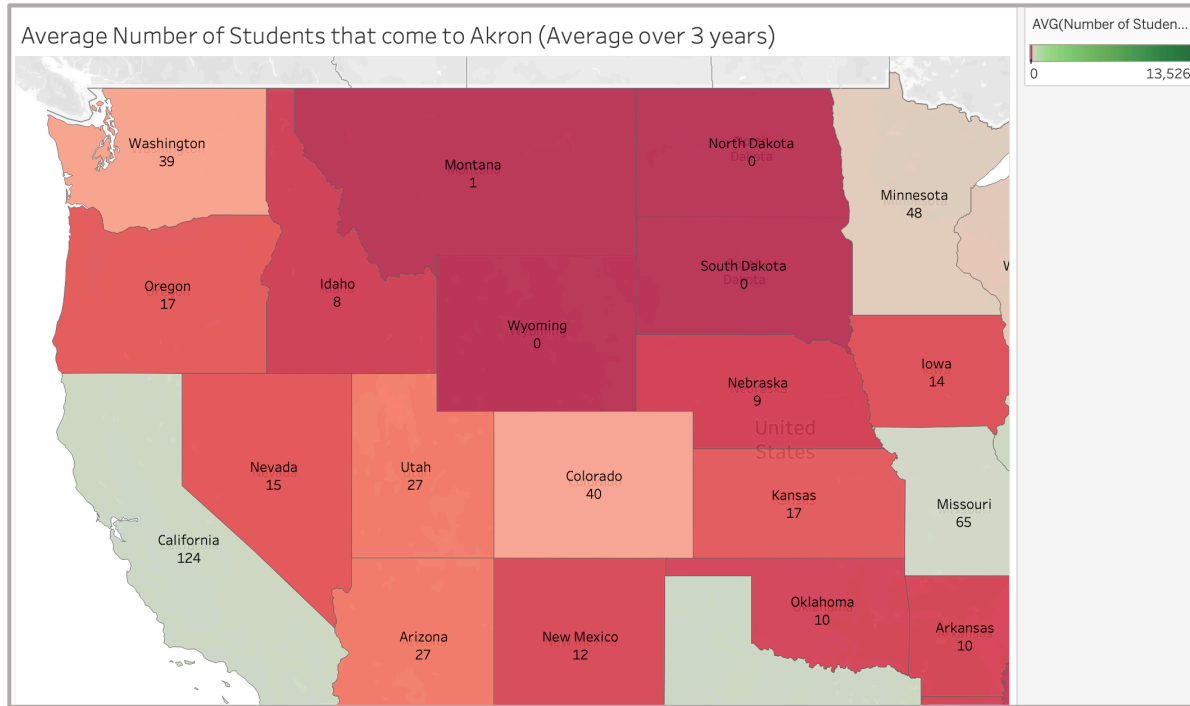 Average Number of Students that come to Akron (Average over 3 years)
AVG(Number of Studen...
0
13,526
Washington
39
Montana
1
North Dakota
0
Minnesota
48
Oregon
17
Idaho
8
South Dakota
0
W
Wyoming
0
Iowa
14
Nebraska
9
United
States
Nevada
15
Utah
27
Colorado
40
Kansas
17
Missouri
65
California
124
Arizona
27
New Mexico
12
Oklahoma
10
Arkansas
10